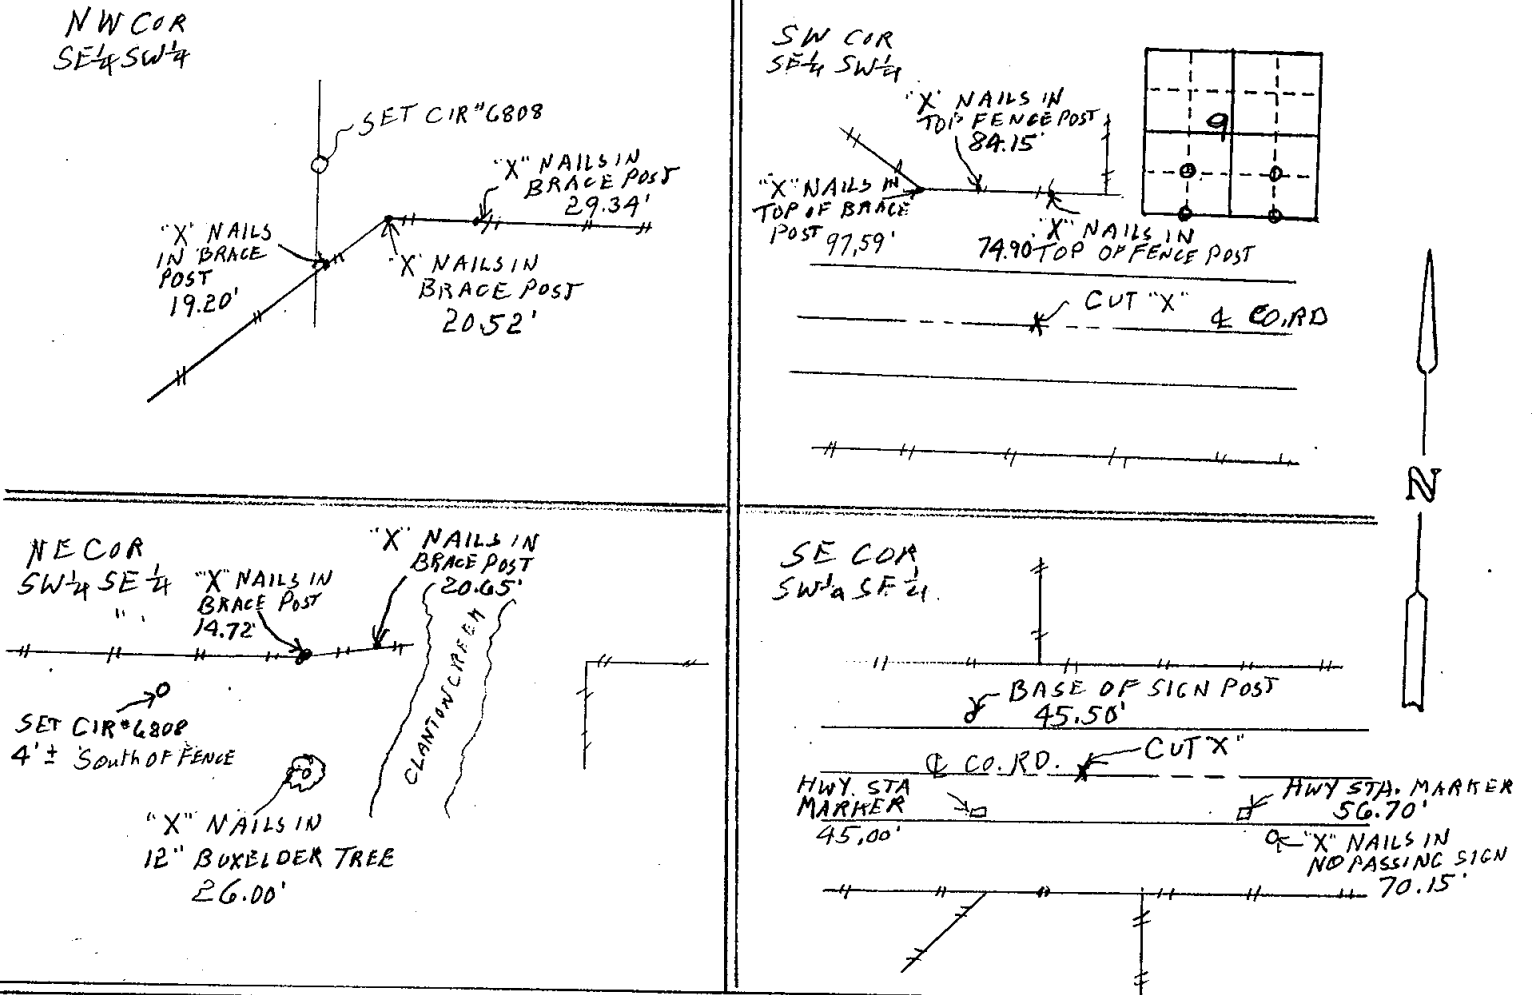 NW COR
SE¼ SW¼
SET CIR #6808
"X" NAILS IN
BRACE POST
29.34'
"X" NAILS
IN BRACE
POST
19.20'
"X" NAILS IN
BRACE POST
20.52'
SW COR
SE¼ SW¼
"X" NAILS IN
TOP FENCE POST
84.15'
"X" NAILS IN
TOP OF BRACE
POST 97.59'
"X" NAILS IN
74.90' TOP OF FENCE POST
CUT "X"
℄ CO. RD
9
N
NE COR
SW¼ SE¼
"X" NAILS IN
BRACE POST
14.72'
"X" NAILS IN
BRACE POST
20.65'
CLANTON CREEK
SET CIR #6808
4' ± South OF FENCE
"X" NAILS IN
12" BOXELDER TREE
26.00'
SE COR
SW¼ SE¼
BASE OF SIGN POST
45.50'
℄ CO. RD.
CUT "X"
HWY. STA
MARKER
45.00'
HWY STA. MARKER
56.70'
"X" NAILS IN
NO PASSING SIGN
70.15'